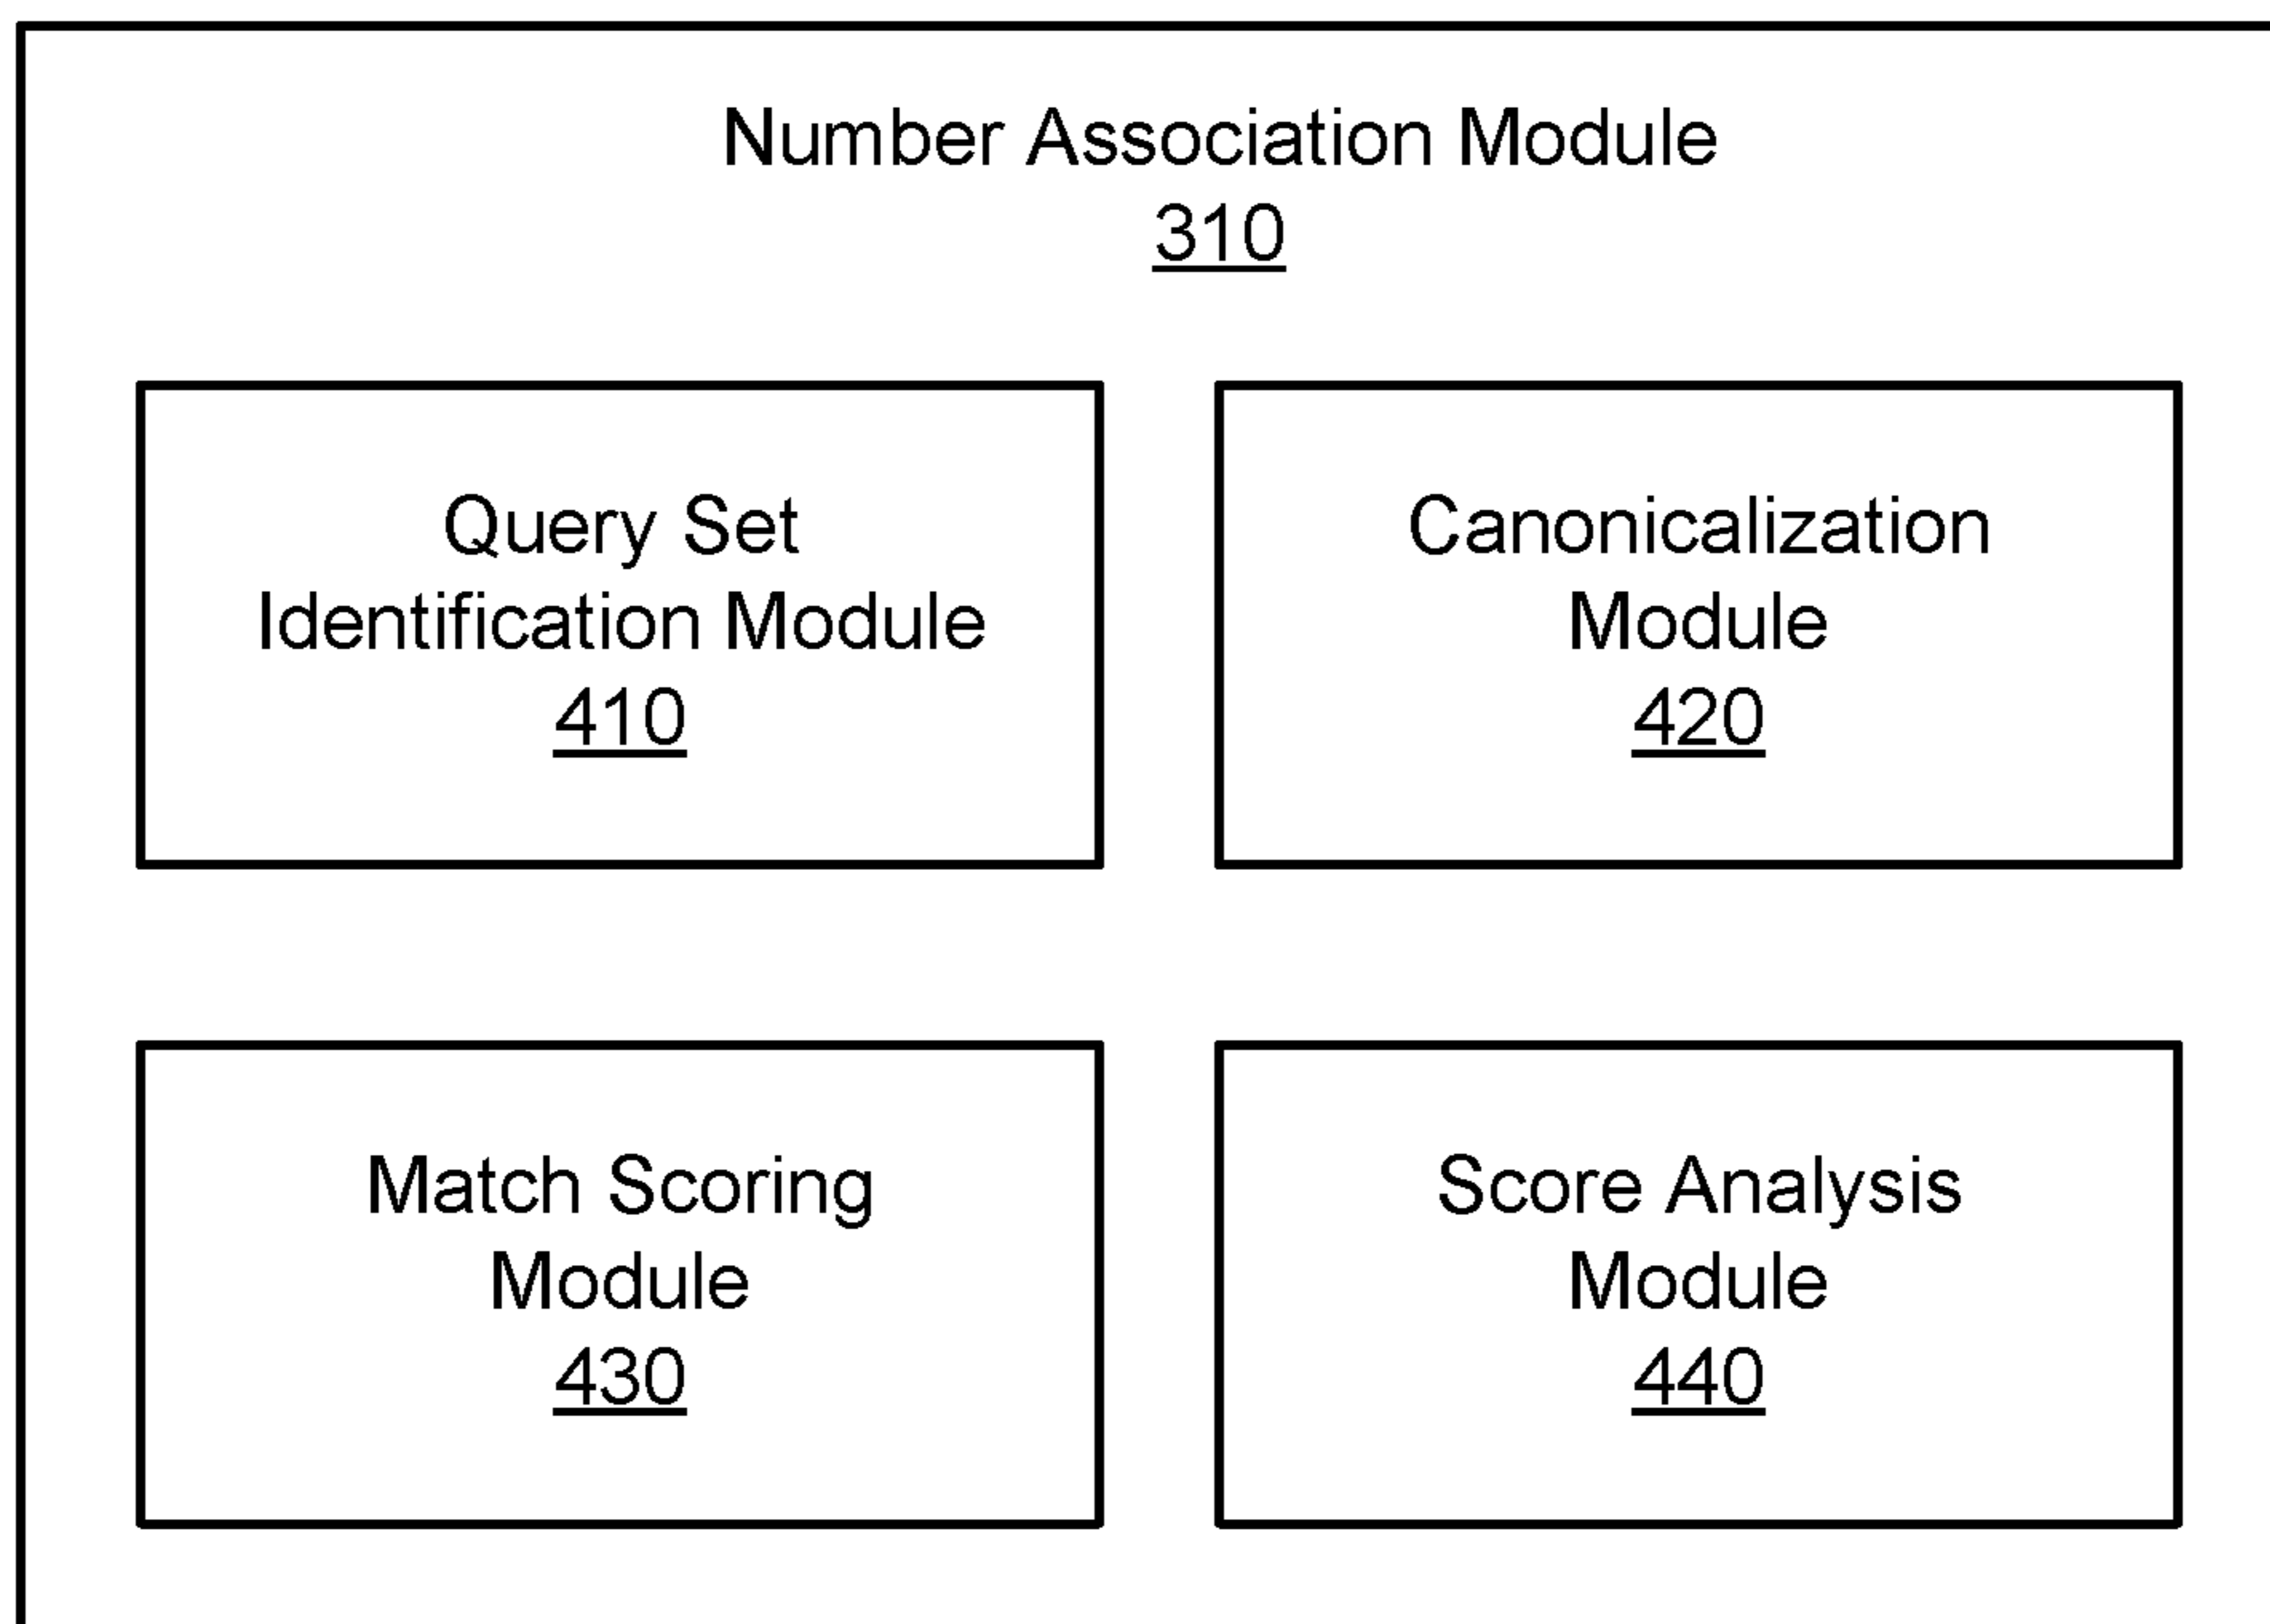 Number Association Module
310
Query Set
Identification Module
410
Canonicalization
Module
420
Match Scoring
Module
430
Score Analysis
Module
440